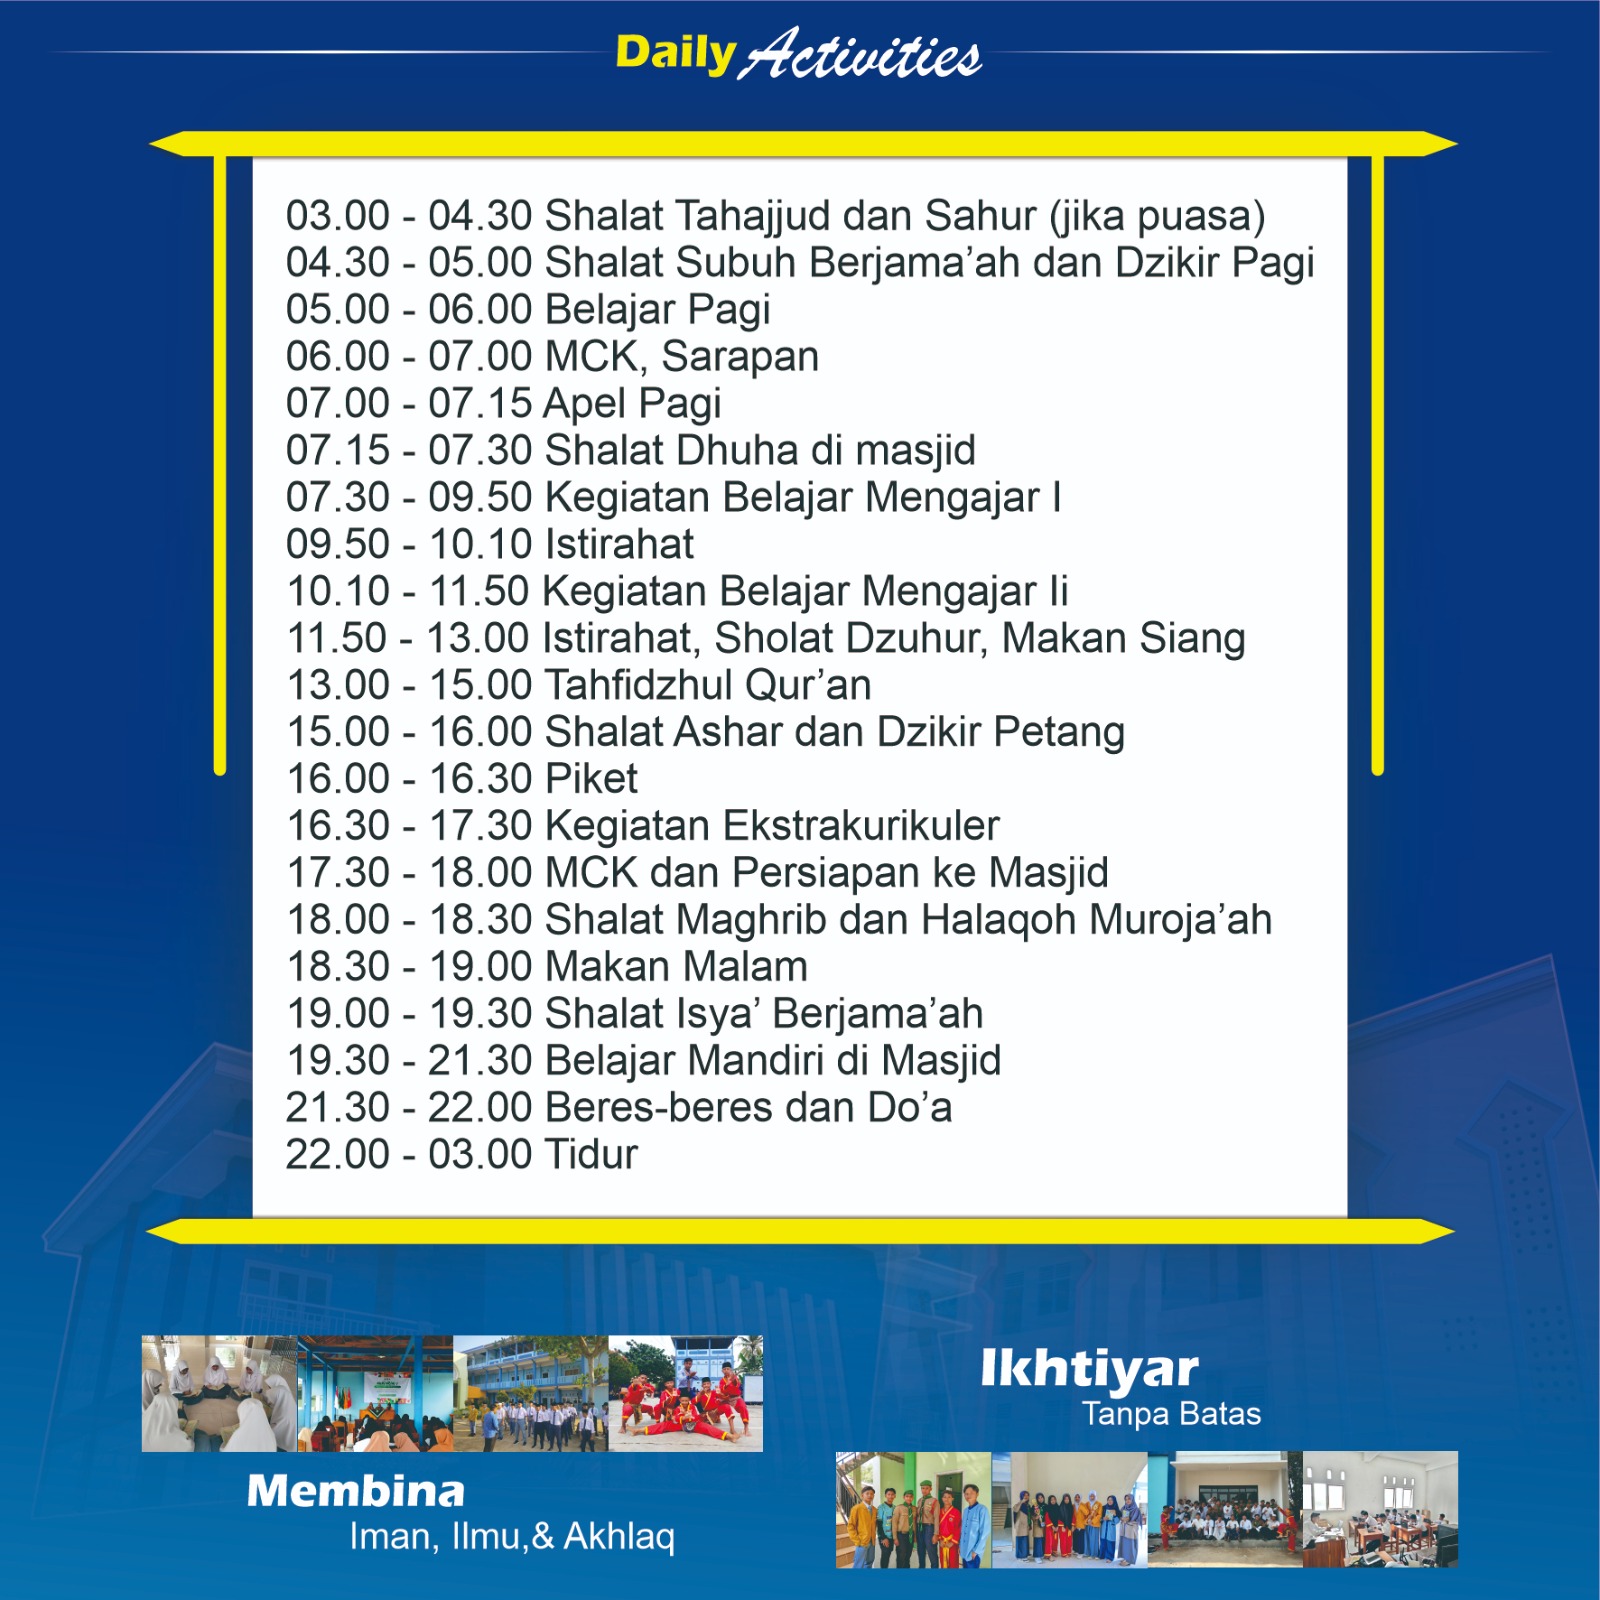 Daily Activities
03.00 - 04.30 Shalat Tahajjud dan Sahur (jika puasa)
04.30 - 05.00 Shalat Subuh Berjama’ah dan Dzikir Pagi
05.00 - 06.00 Belajar Pagi
06.00 - 07.00 MCK, Sarapan
07.00 - 07.15 Apel Pagi
07.15 - 07.30 Shalat Dhuha di masjid
07.30 - 09.50 Kegiatan Belajar Mengajar I
09.50 - 10.10 Istirahat
10.10 - 11.50 Kegiatan Belajar Mengajar Ii
11.50 - 13.00 Istirahat, Sholat Dzuhur, Makan Siang
13.00 - 15.00 Tahfidzhul Qur’an
15.00 - 16.00 Shalat Ashar dan Dzikir Petang
16.00 - 16.30 Piket
16.30 - 17.30 Kegiatan Ekstrakurikuler
17.30 - 18.00 MCK dan Persiapan ke Masjid
18.00 - 18.30 Shalat Maghrib dan Halaqoh Muroja’ah
18.30 - 19.00 Makan Malam
19.00 - 19.30 Shalat Isya’ Berjama’ah
19.30 - 21.30 Belajar Mandiri di Masjid
21.30 - 22.00 Beres-beres dan Do’a
22.00 - 03.00 Tidur
Membina
Iman, Ilmu,& Akhlaq
Ikhtiyar
Tanpa Batas